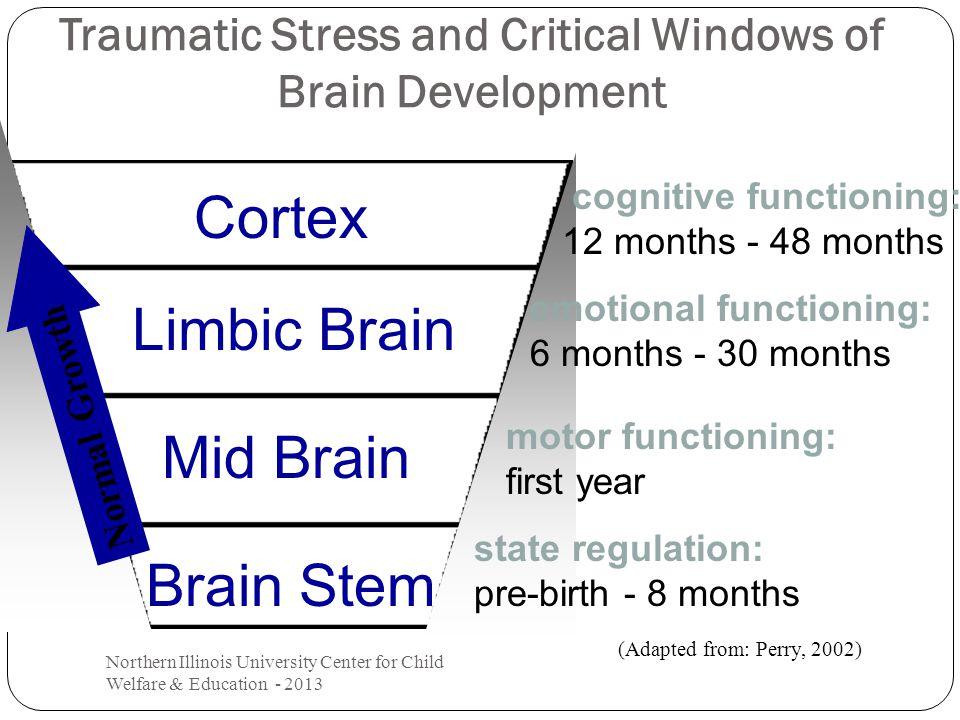 Traumatic Stress and Critical Windows of
Brain Development
Cortex
cognitive functioning:
12 months - 48 months
Limbic Brain
emotional functioning:
6 months - 30 months
Normal Growth
Mid Brain
motor functioning:
first year
Brain Stem
state regulation:
pre-birth - 8 months
(Adapted from: Perry, 2002)
Northern Illinois University Center for Child
Welfare & Education - 2013